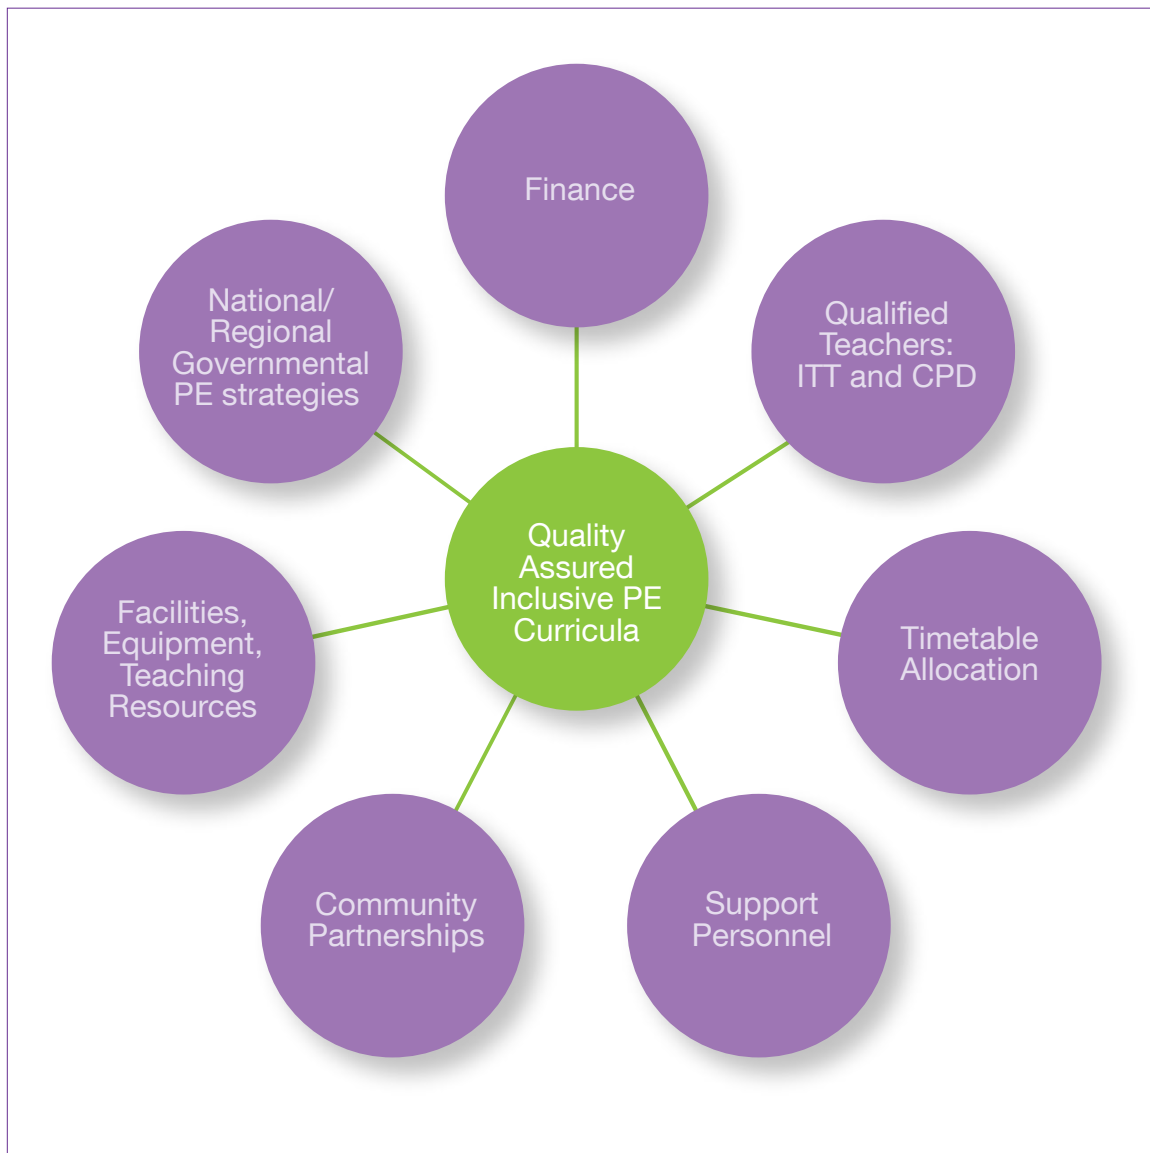 Finance
National/
Regional
Governmental
PE strategies
Qualified
Teachers:
ITT and CPD
Quality
Assured
Inclusive PE
Curricula
Facilities,
Equipment,
Teaching
Resources
Timetable
Allocation
Community
Partnerships
Support
Personnel